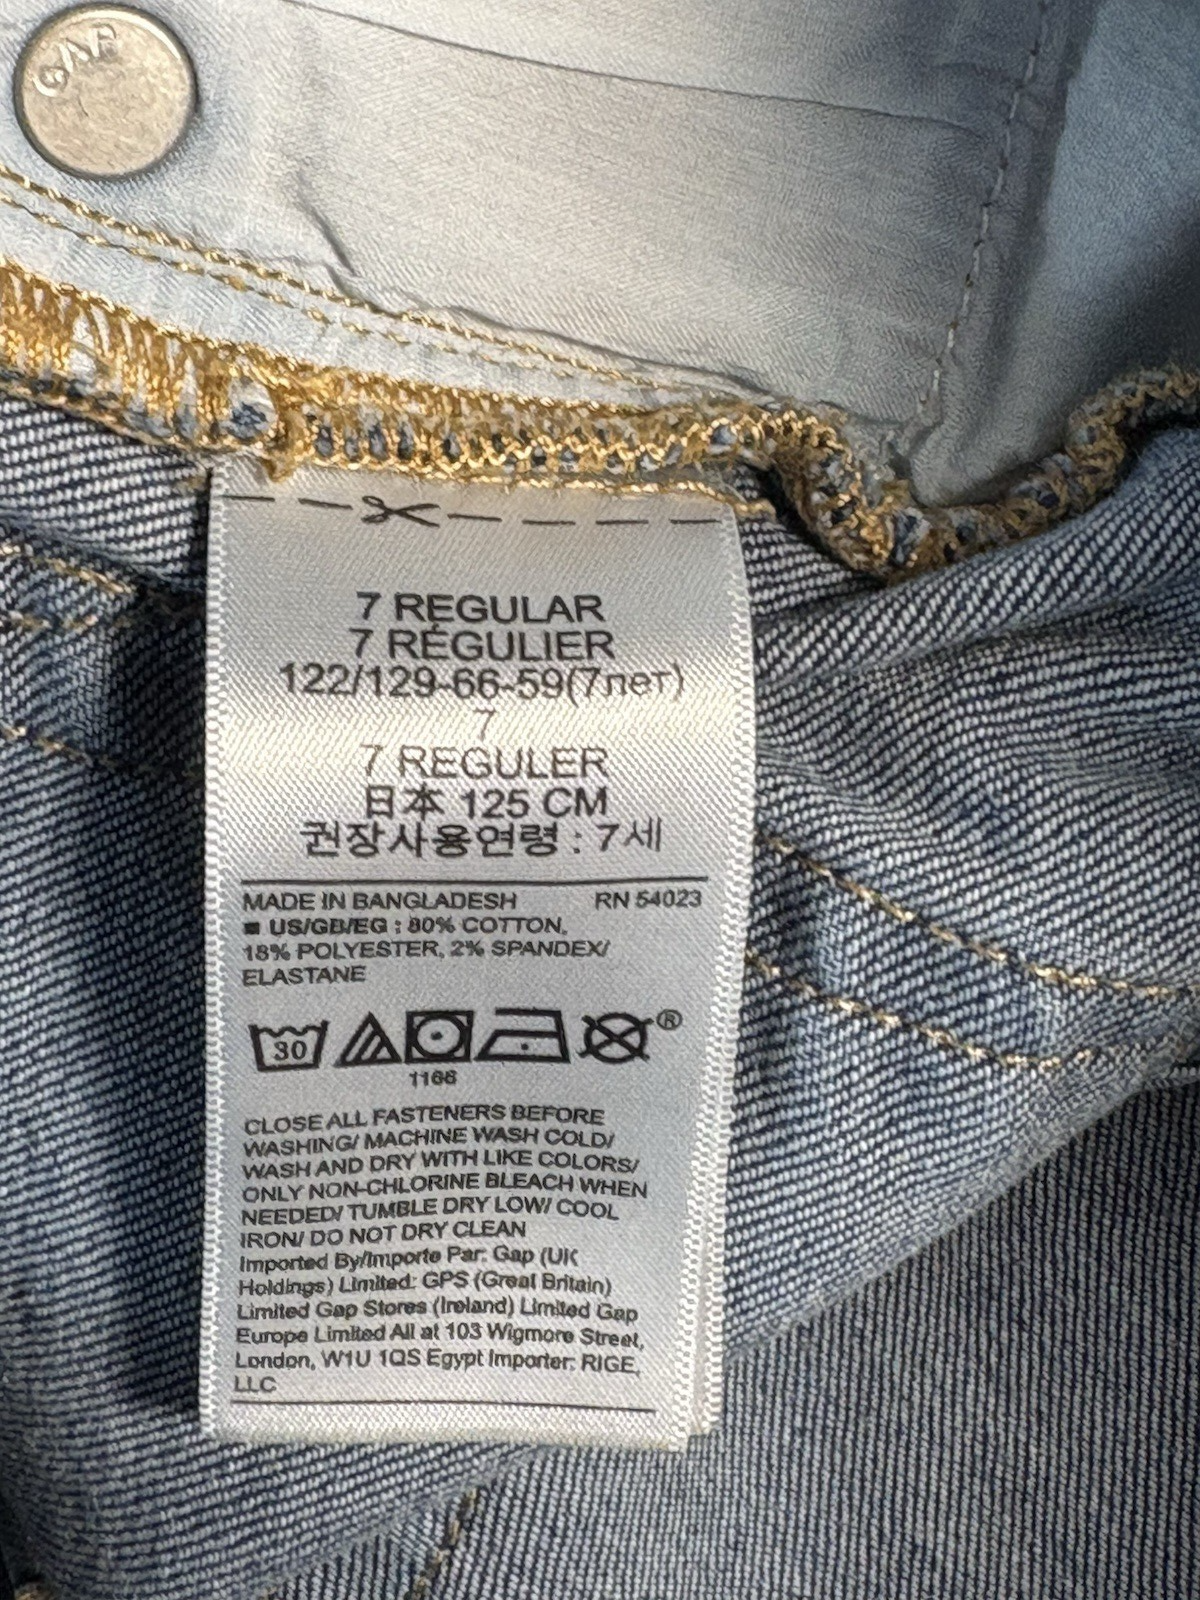 GAP
7 REGULAR
7 RÉGULIER
122/129-66-59(7лет)
7
7 REGULER
日本 125 CM
권장사용연령 : 7세
MADE IN BANGLADESH RN 54023
■ US/GB/EG : 80% COTTON,
18% POLYESTER, 2% SPANDEX/
ELASTANE
30 ®
1166
CLOSE ALL FASTENERS BEFORE
WASHING/ MACHINE WASH COLD/
WASH AND DRY WITH LIKE COLORS/
ONLY NON-CHLORINE BLEACH WHEN
NEEDED/ TUMBLE DRY LOW/ COOL
IRON/ DO NOT DRY CLEAN
Imported By/Importe Par: Gap (UK
Holdings) Limited: GPS (Great Britain)
Limited Gap Stores (Ireland) Limited Gap
Europe Limited All at 103 Wigmore Street,
London, W1U 1QS Egypt Importer: RIGE,
LLC